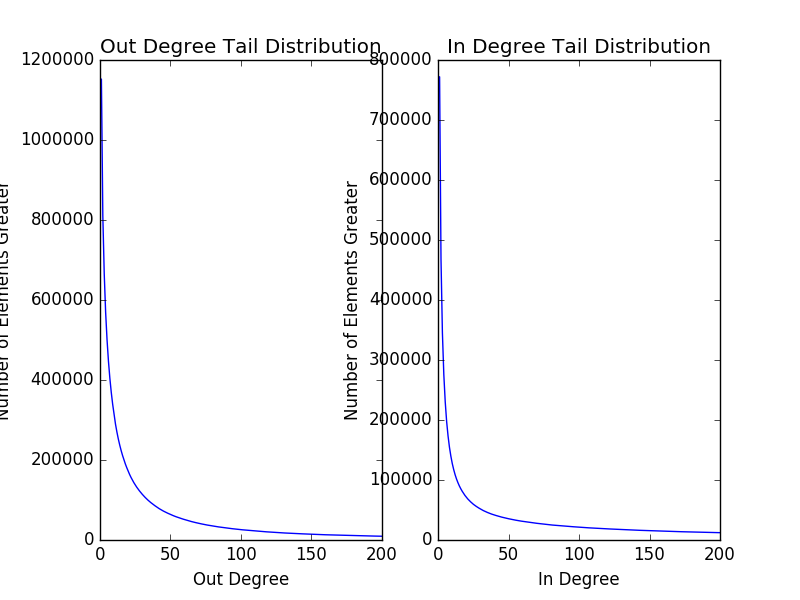 Out Degree Tail Distribution
1200000
1000000
800000
600000
400000
200000
0
Number of Elements Greater
0 50 100 150 200
Out Degree
In Degree Tail Distribution
800000
700000
600000
500000
400000
300000
200000
100000
0
Number of Elements Greater
0 50 100 150 200
In Degree